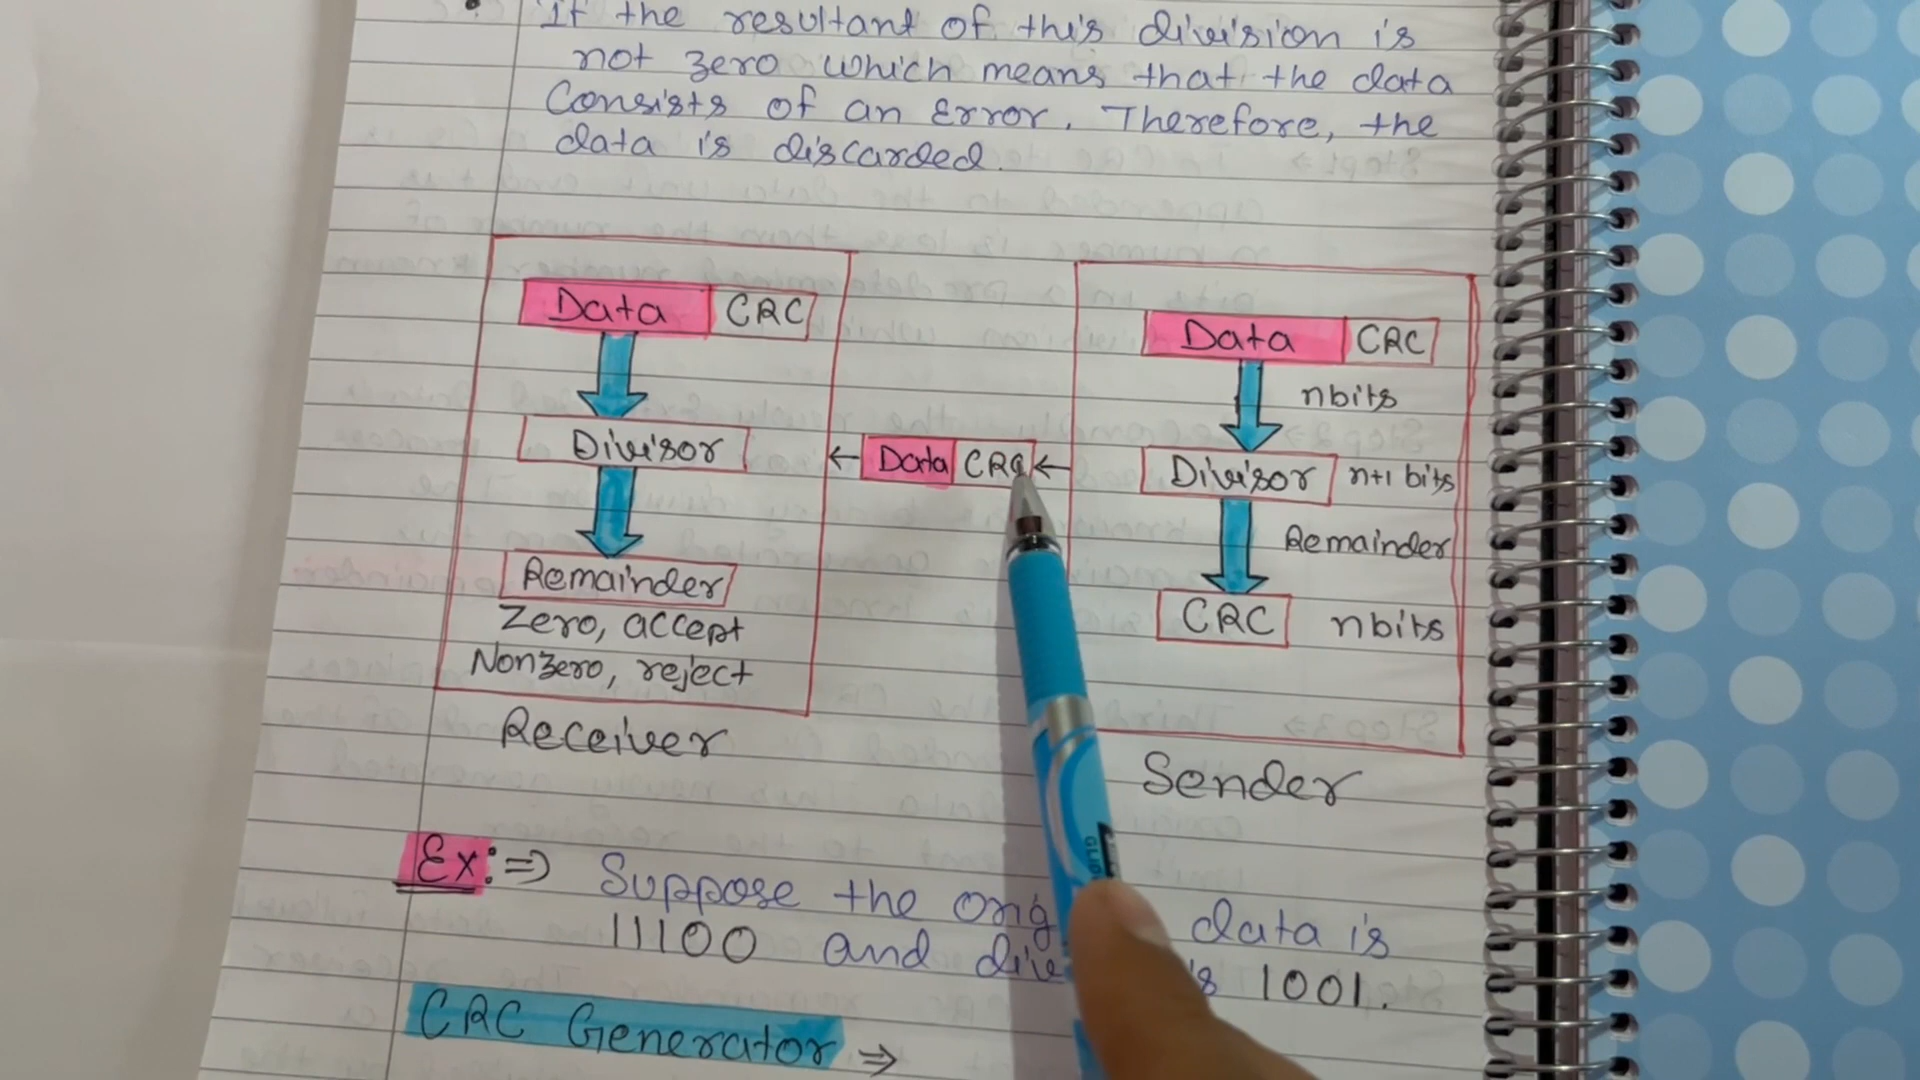 If the resultant of this division is
not zero which means that the data
Consists of an Error. Therefore, the
data is discarded.
Data CRC
Divisor
Remainder
Zero, accept
Nonzero, reject
Receiver
← Data CRC ←
Data CRC
nbits
Divisor n+1 bits
Remainder
CRC nbits
Sender
Ex:⇒ Suppose the data is
11100 and 1001.
CRC Generator ⇒